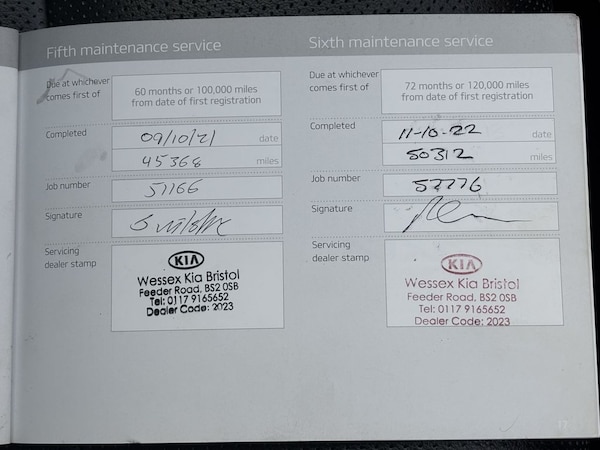 Fifth maintenance service
Due at whichever
comes first of
60 months or 100,000 miles
from date of first registration
Completed
09/10/21 date
45368 miles
Job number
51166
Signature
Servicing
dealer stamp
KIA
Wessex Kia Bristol
Feeder Road, BS2 0SB
Tel: 0117 9165652
Dealer Code: 2023
Sixth maintenance service
Due at whichever
comes first of
72 months or 120,000 miles
from date of first registration
Completed
11-10-22 date
50312 miles
Job number
52776
Signature
Servicing
dealer stamp
KIA
Wessex Kia Bristol
Feeder Road, BS2 0SB
Tel: 0117 9165652
Dealer Code: 2023
17